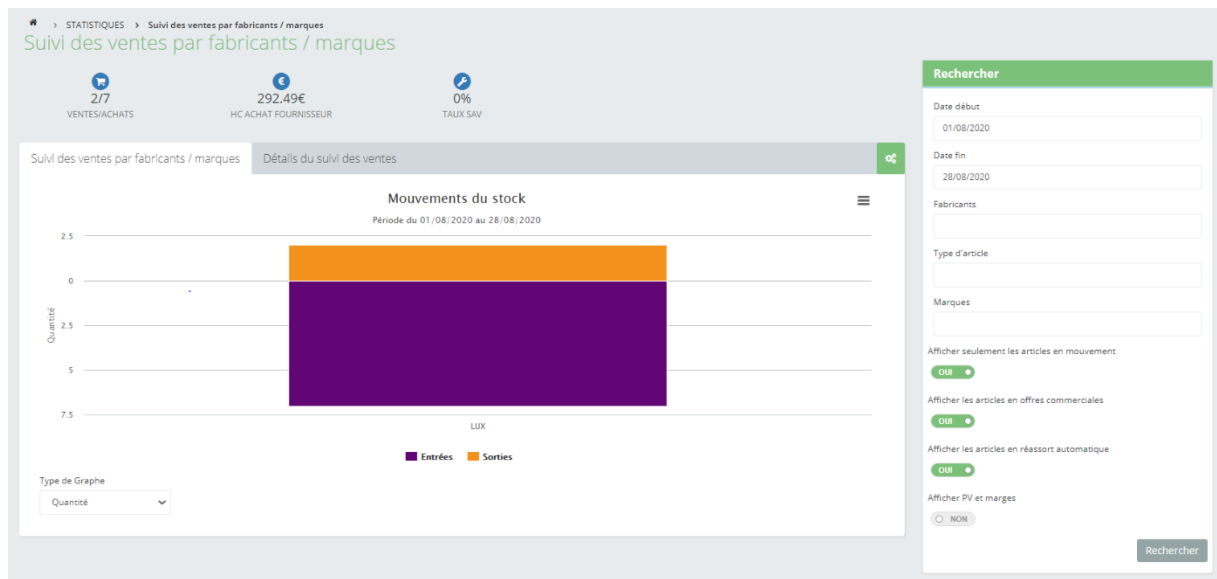 STATISTIQUES > Suivi des ventes par fabricants / marques
Suivi des ventes par fabricants / marques
2/7
VENTES/ACHATS
292.49€
HC ACHAT FOURNISSEUR
0%
TAUX SAV
Suivi des ventes par fabricants / marques
Détails du suivi des ventes
Mouvements du stock
Période du 01/08/2020 au 28/08/2020
Quantité
2.5
0
2.5
5
7.5
LUX
Entrées
Sorties
Type de Graphe
Quantité
Rechercher
Date début
01/08/2020
Date fin
28/08/2020
Fabricants
Type d'article
Marques
Afficher seulement les articles en mouvement
OUI
Afficher les articles en offres commerciales
OUI
Afficher les articles en réassort automatique
OUI
Afficher PV et marges
NON
Rechercher